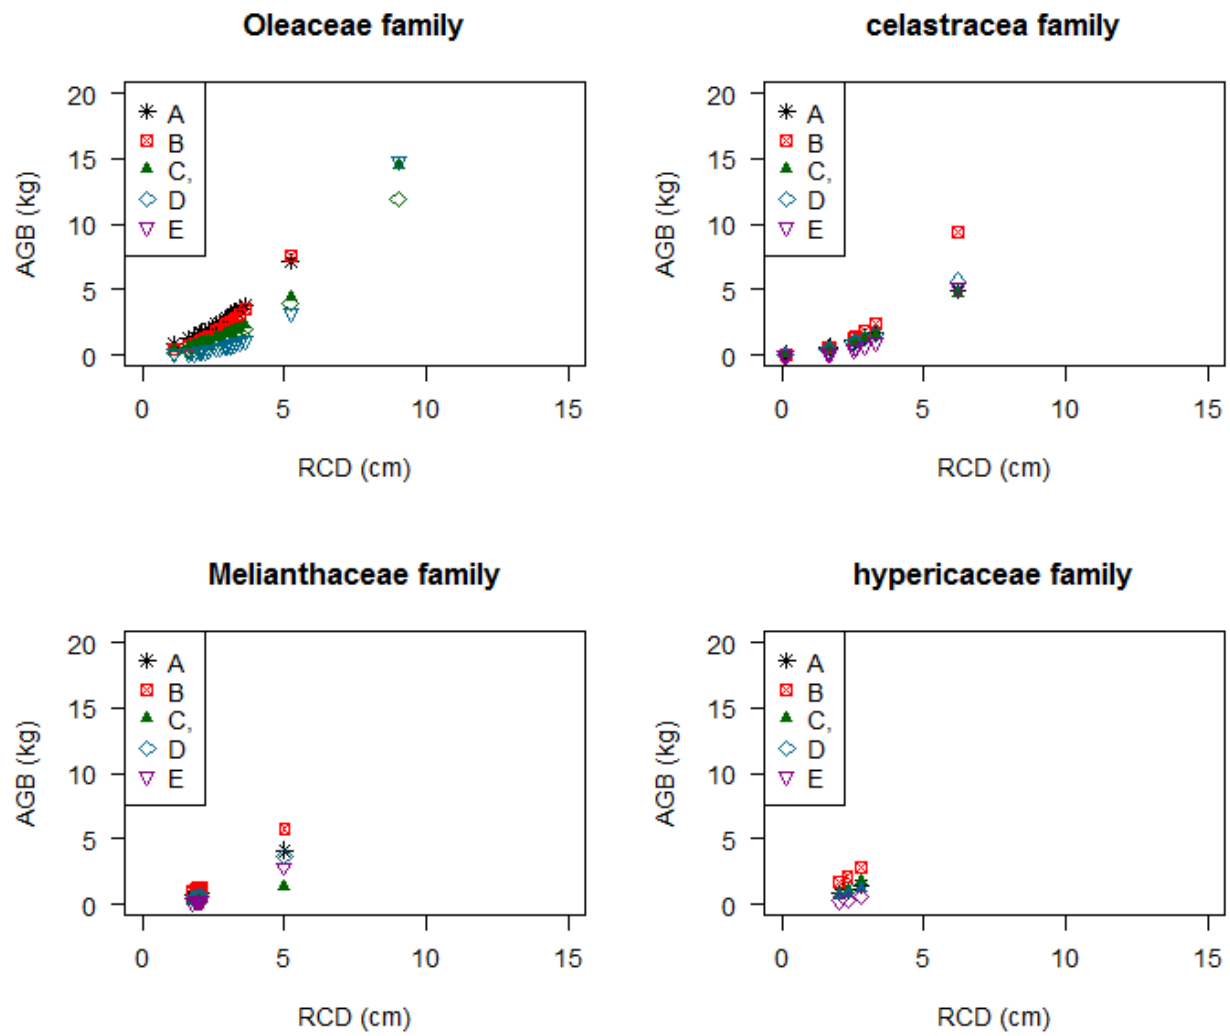 Oleaceae family
20
15
10
5
0
AGB (kg)
A
B
C,
D
E
0 5 10 15
RCD (cm)
celastracea family
20
15
10
5
0
AGB (kg)
A
B
C,
D
E
0 5 10 15
RCD (cm)
Melianthaceae family
20
15
10
5
0
AGB (kg)
A
B
C,
D
E
0 5 10 15
RCD (cm)
hypericaceae family
20
15
10
5
0
AGB (kg)
A
B
C,
D
E
0 5 10 15
RCD (cm)